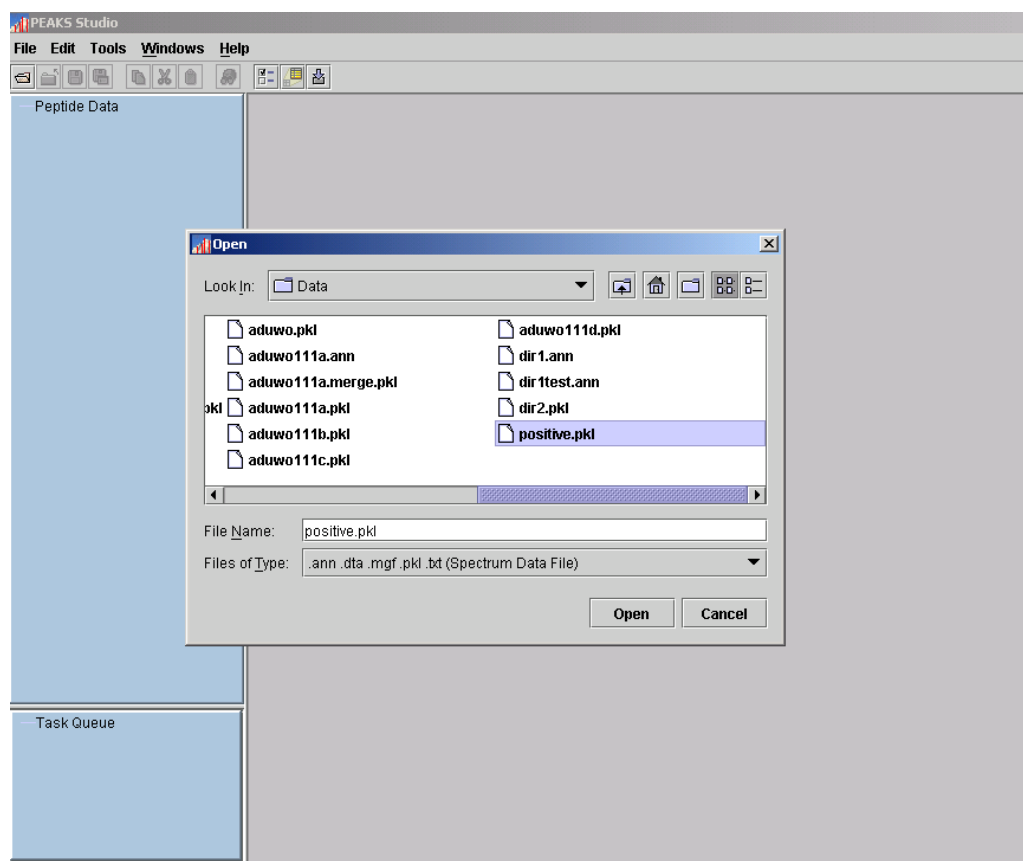 PEAKS Studio
File Edit Tools Windows Help
Peptide Data
Open
Look In: Data
aduwo.pkl aduwo111d.pkl
aduwo111a.ann dir1.ann
aduwo111a.merge.pkl dir1test.ann
pkl aduwo111a.pkl dir2.pkl
aduwo111b.pkl positive.pkl
aduwo111c.pkl
File Name: positive.pkl
Files of Type: .ann .dta .mgf .pkl .txt (Spectrum Data File)
Open Cancel
Task Queue